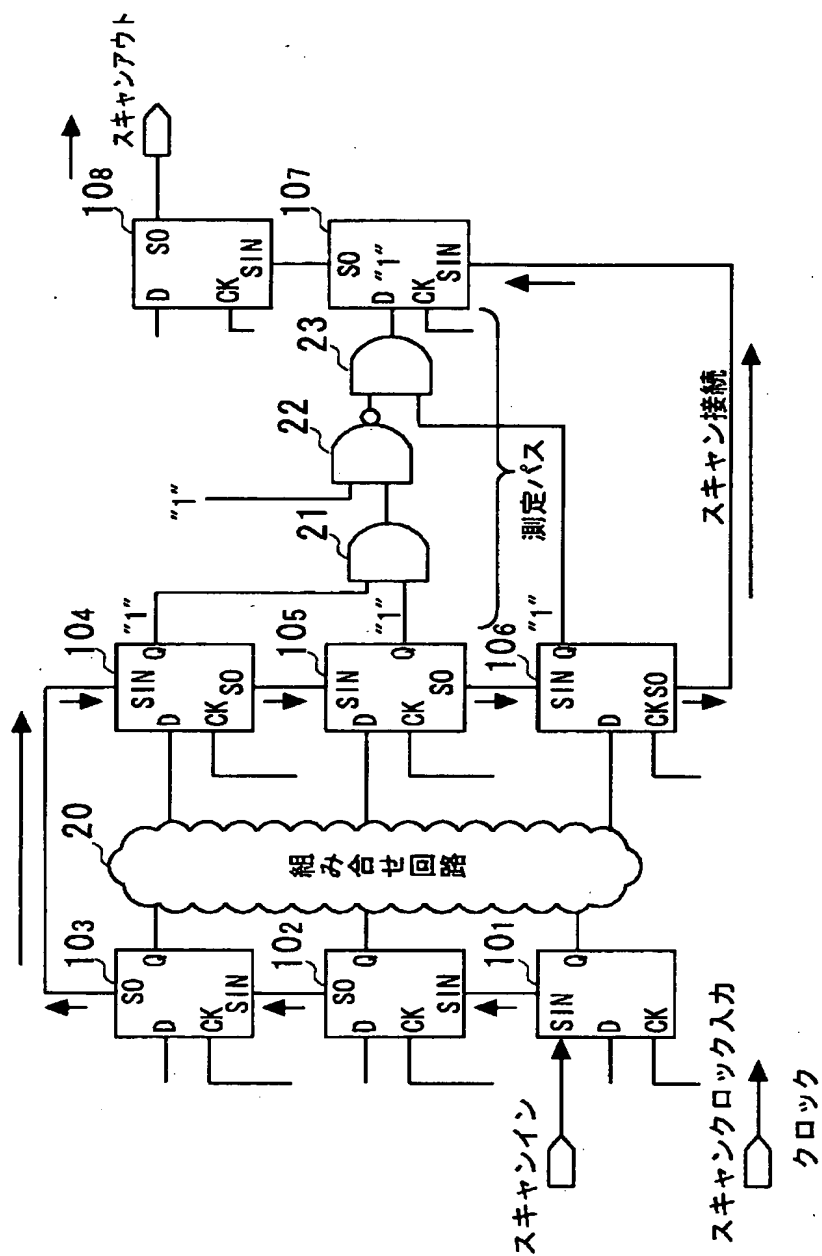 スキャンイン
スキャンクロック入力
クロック
10₁
SIN
D
CK
Q
10₂
SO
D
CK
SIN
Q
10₃
SO
D
CK
SIN
Q
20
組み合せ回路
10₄
SIN
D
CK
SO
Q
"1"
10₅
SIN
D
CK
SO
Q
"1"
10₆
SIN
D
CK
SO
Q
"1"
21
"1"
22
23
測定パス
スキャン接続
10₇
SO
D
"1"
CK
SIN
10₈
D
SO
CK
SIN
スキャンアウト